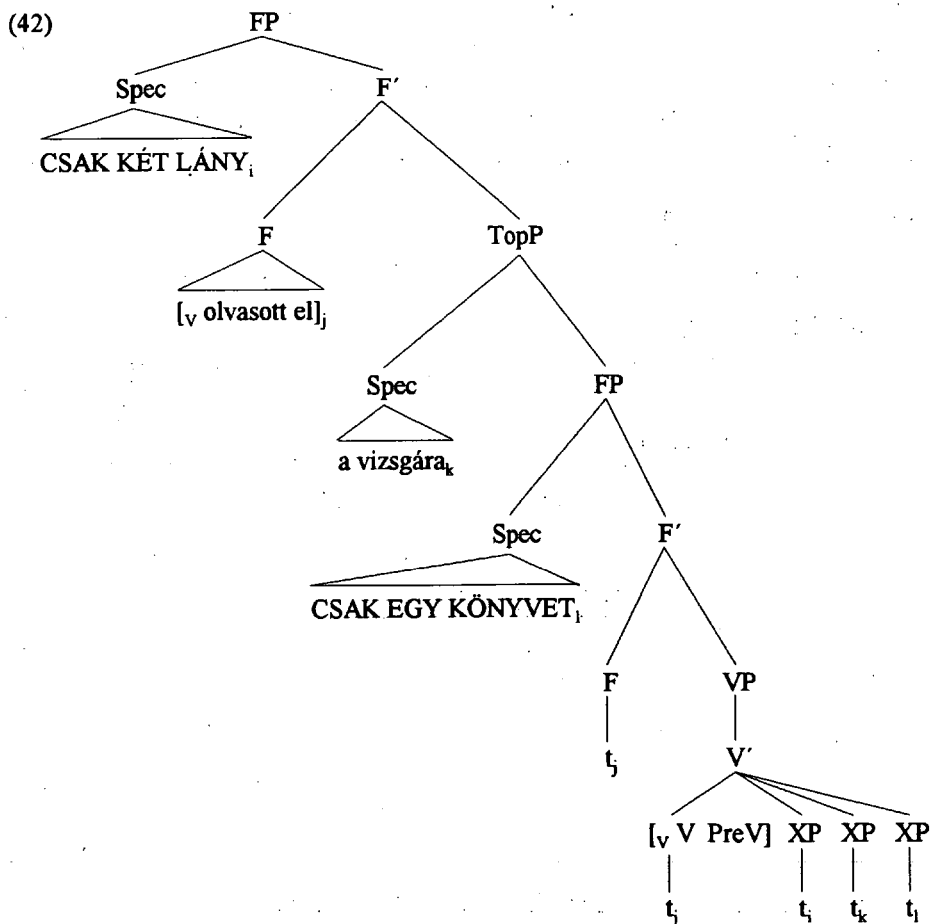 (42)
FP
Spec F′
CSAK KÉT LÁNYi
F TopP
[V olvasott el]j
Spec FP
a vizsgárak
Spec F′
CSAK EGY KÖNYVETl
F VP
tj V′
[V V PreV] XP XP XP
tj ti tk tl